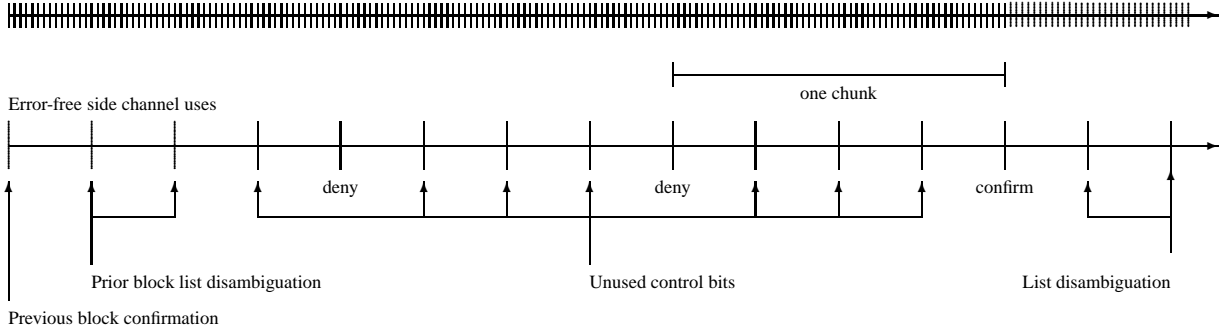 one chunk
Error-free side channel uses
deny
deny
confirm
Prior block list disambiguation
Unused control bits
List disambiguation
Previous block confirmation